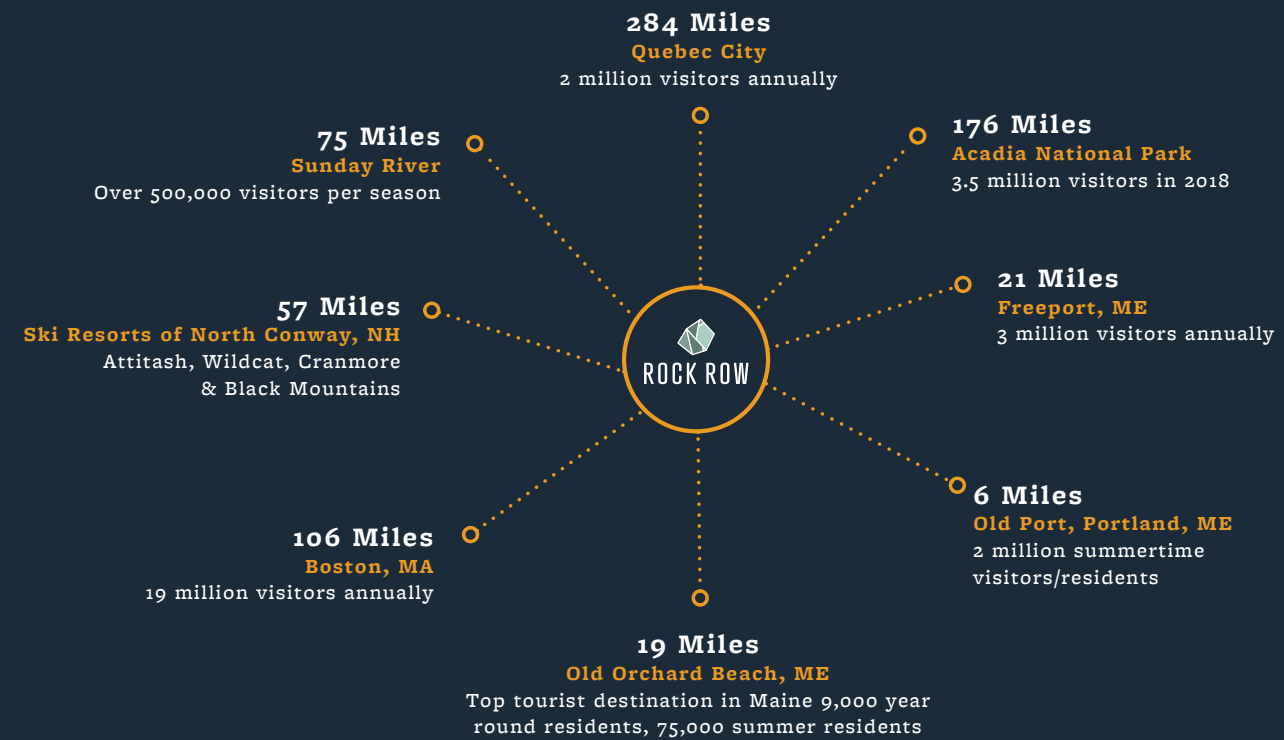 284 Miles
Quebec City
2 million visitors annually
75 Miles
Sunday River
Over 500,000 visitors per season
176 Miles
Acadia National Park
3.5 million visitors in 2018
57 Miles
Ski Resorts of North Conway, NH
Attitash, Wildcat, Cranmore
& Black Mountains
ROCK ROW
21 Miles
Freeport, ME
3 million visitors annually
106 Miles
Boston, MA
19 million visitors annually
6 Miles
Old Port, Portland, ME
2 million summertime
visitors/residents
19 Miles
Old Orchard Beach, ME
Top tourist destination in Maine 9,000 year
round residents, 75,000 summer residents